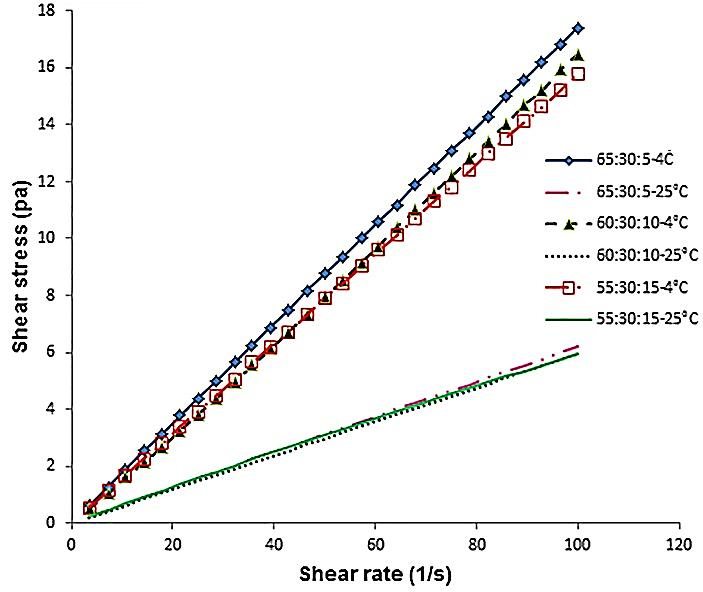 18
16
14
12
10
8
6
4
2
0
Shear stress (pa)
0 20 40 60 80 100 120
Shear rate (1/s)
65:30:5-4C̊
65:30:5-25°C
60:30:10-4°C
60:30:10-25°C
55:30:15-4°C
55:30:15-25°C